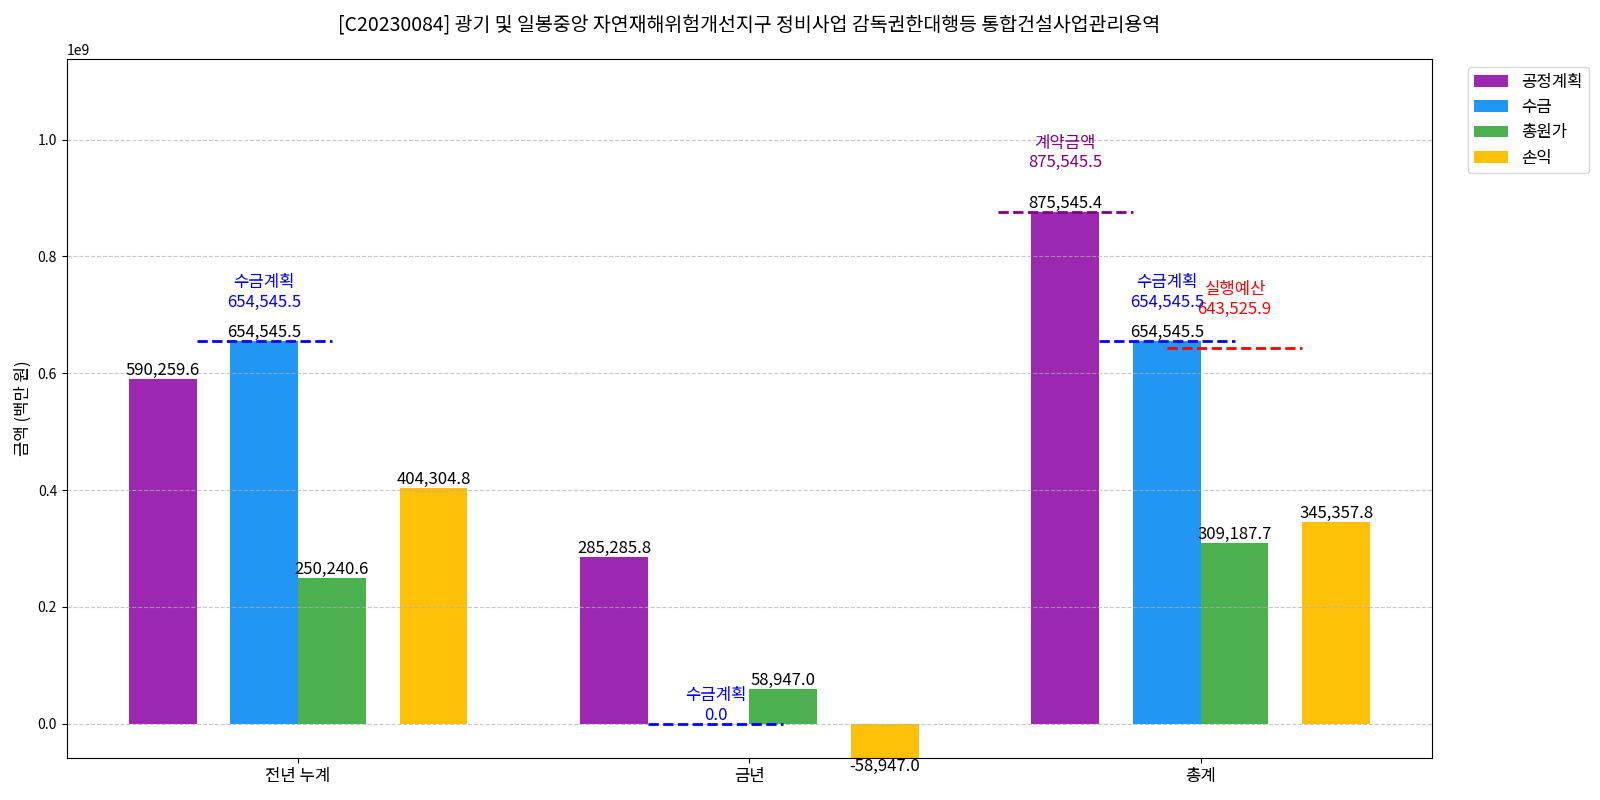 [C20230084] 광기 및 일봉중앙 자연재해위험개선지구 정비사업 감독권한대행등 통합건설사업관리용역
1e9
공정계획
수금
총원가
손익
금액 (백만 원)
1.0
0.8
0.6
0.4
0.2
0.0
590,259.6
수금계획
654,545.5
654,545.5
250,240.6
404,304.8
285,285.8
수금계획
0.0
58,947.0
-58,947.0
계약금액
875,545.5
875,545.4
수금계획
654,545.5
654,545.5
실행예산
643,525.9
309,187.7
345,357.8
전년 누계
금년
총계